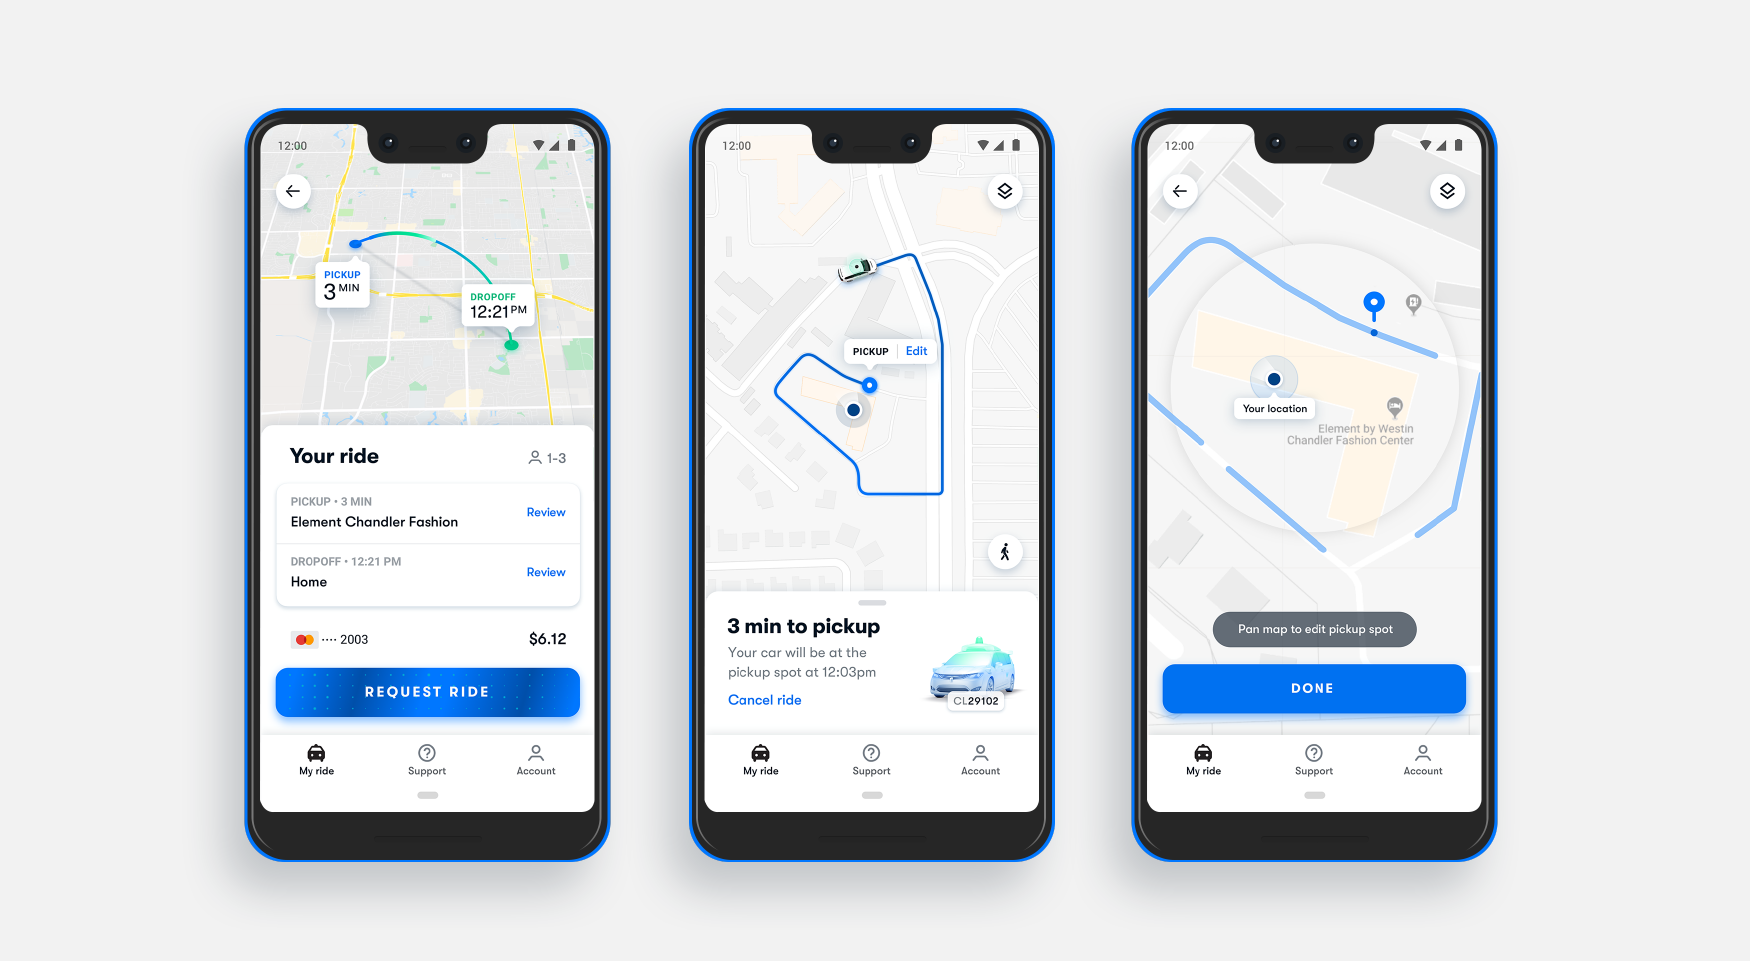 12:00
PICKUP
3 MIN
DROPOFF
12:21 PM
Your ride
1-3
PICKUP • 3 MIN
Element Chandler Fashion
Review
DROPOFF • 12:21 PM
Home
Review
•••• 2003
$6.12
REQUEST RIDE
My ride
Support
Account
12:00
PICKUP
Edit
3 min to pickup
Your car will be at the
pickup spot at 12:03pm
Cancel ride
CL29102
My ride
Support
Account
12:00
Your location
Element by Westin
Chandler Fashion Center
Pan map to edit pickup spot
DONE
My ride
Support
Account